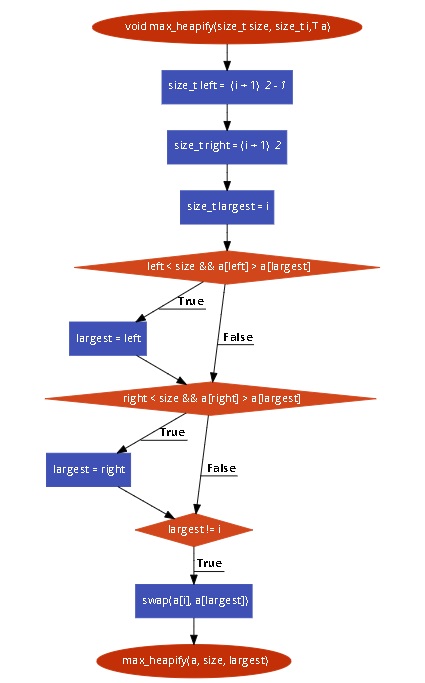 void max_heapify(size_t size, size_t i,T a)
size_t left = (i + 1) 2 - 1
size_t right = (i + 1) 2
size_t largest = i
left < size && a[left] > a[largest]
True
False
largest = left
right < size && a[right] > a[largest]
True
False
largest = right
largest != i
True
swap(a[i], a[largest])
max_heapify(a, size, largest)